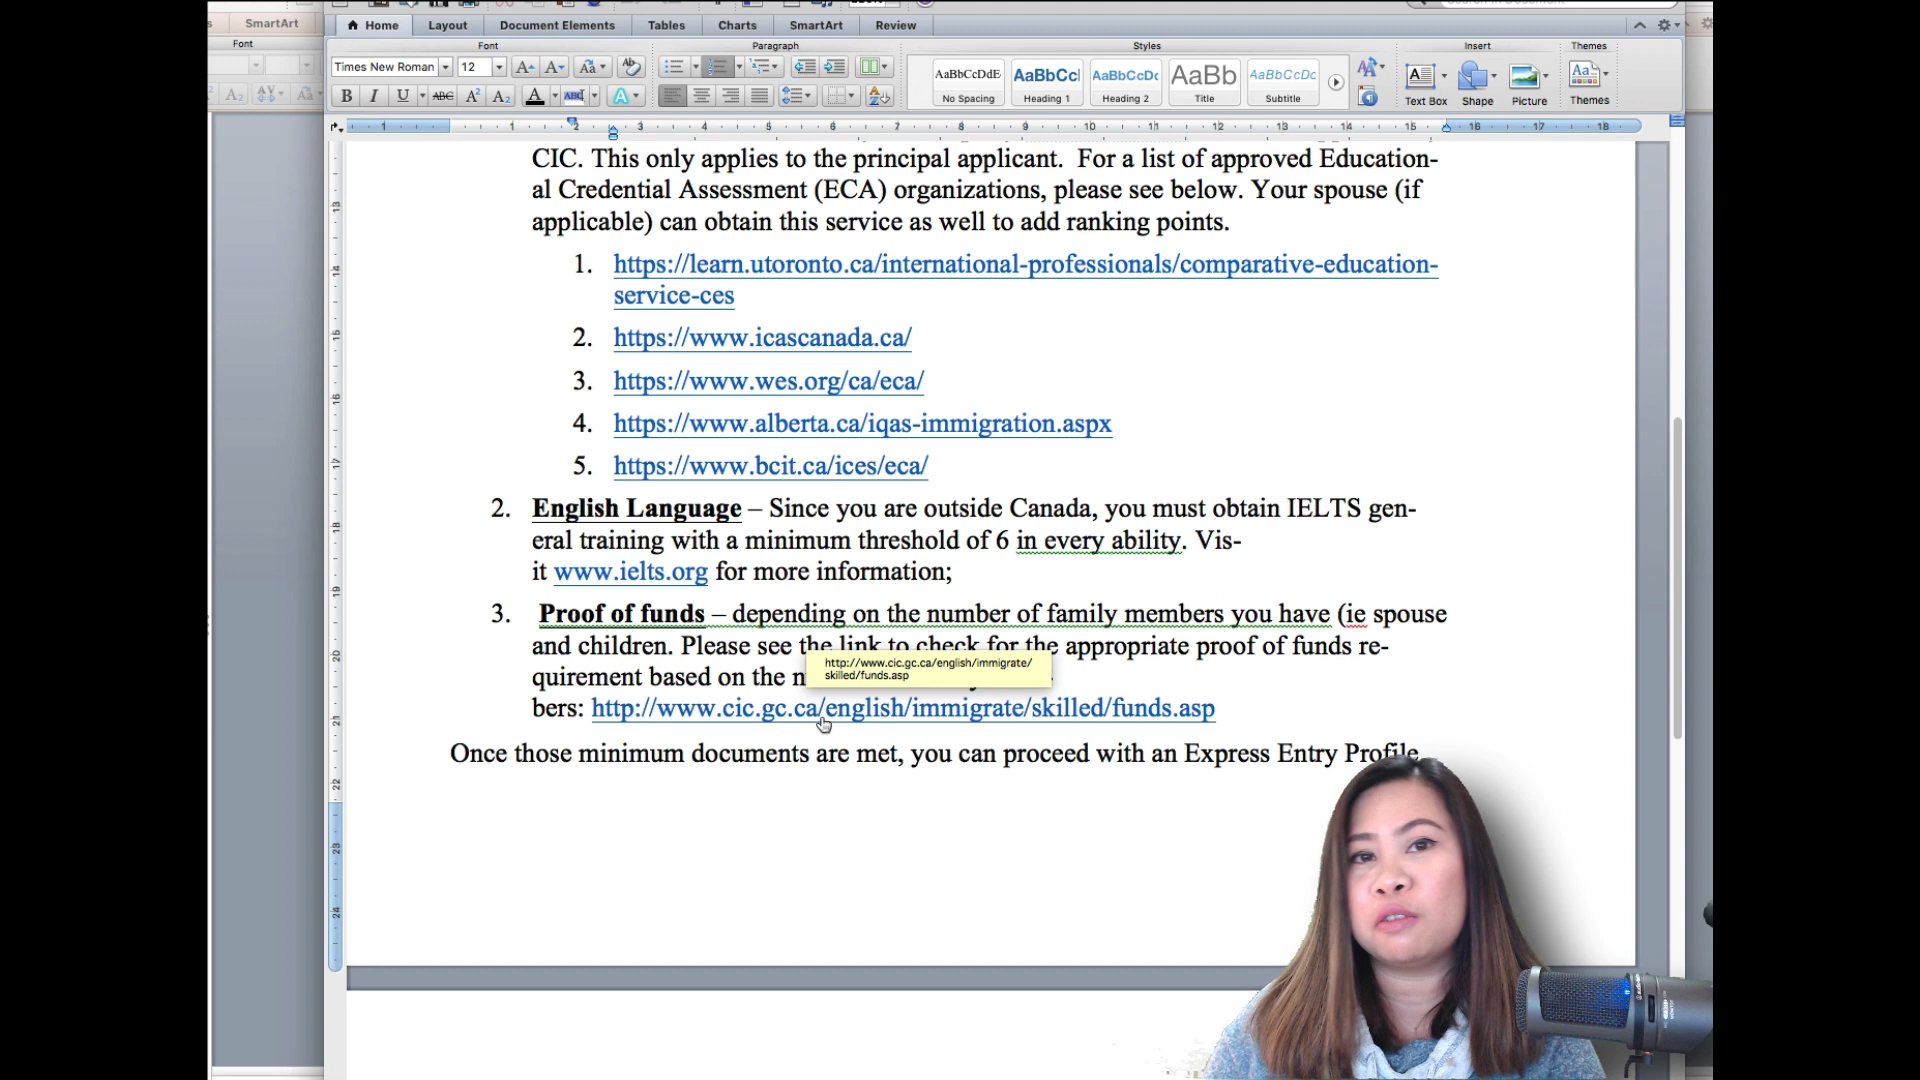 SmartArt
Home Layout Document Elements Tables Charts SmartArt Review
Font
Font Paragraph Styles Insert Themes
Times New Roman 12
AaBbCcDdE AaBbCcI AaBbCcDc AaBb AaBbCcDc
No Spacing Heading 1 Heading 2 Title Subtitle Text Box Shape Picture Themes
CIC. This only applies to the principal applicant.  For a list of approved Education-
al Credential Assessment (ECA) organizations, please see below. Your spouse (if
applicable) can obtain this service as well to add ranking points.
1. https://learn.utoronto.ca/international-professionals/comparative-education-
service-ces
2. https://www.icascanada.ca/
3. https://www.wes.org/ca/eca/
4. https://www.alberta.ca/iqas-immigration.aspx
5. https://www.bcit.ca/ices/eca/
2. English Language – Since you are outside Canada, you must obtain IELTS gen-
eral training with a minimum threshold of 6 in every ability. Vis-
it www.ielts.org for more information;
3. Proof of funds – depending on the number of family members you have (ie spouse
and children. Please see the link to check for the appropriate proof of funds re-
quirement based on the
http://www.cic.gc.ca/english/immigrate/
skilled/funds.asp
bers: http://www.cic.gc.ca/english/immigrate/skilled/funds.asp
Once those minimum documents are met, you can proceed with an Express Entry Profile